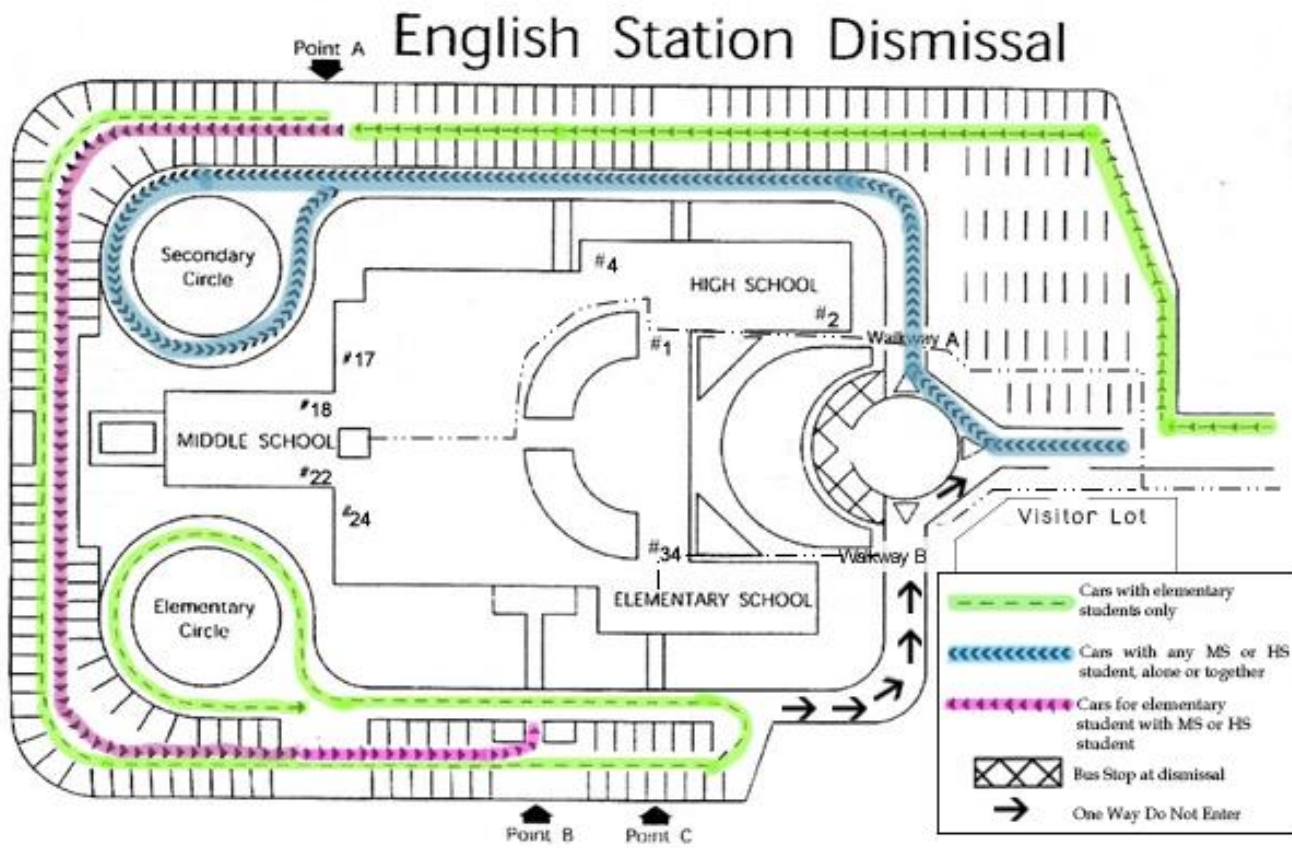 English Station Dismissal
Point A
Secondary
Circle
#4
HIGH SCHOOL
#2
Walkway A
#1
#17
#18
MIDDLE SCHOOL
#22
#24
Visitor Lot
#34
Walkway B
ELEMENTARY SCHOOL
Elementary
Circle
Point B
Point C
Cars with elementary
students only
Cars with any MS or HS
student, alone or together
Cars for elementary
student with MS or HS
student
Bus Stop at dismissal
One Way Do Not Enter